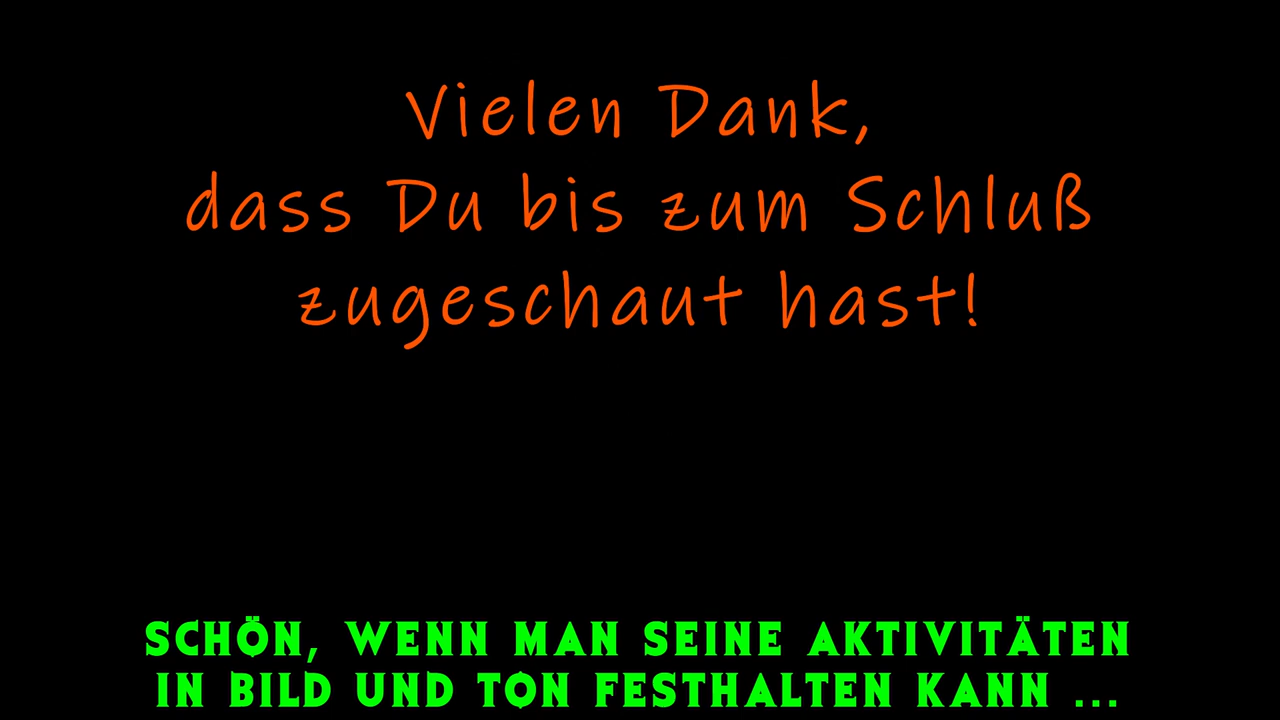 Vielen Dank,
dass Du bis zum Schluß
zugeschaut hast!
SCHÖN, WENN MAN SEINE AKTIVITÄTEN
IN BILD UND TON FESTHALTEN KANN ...